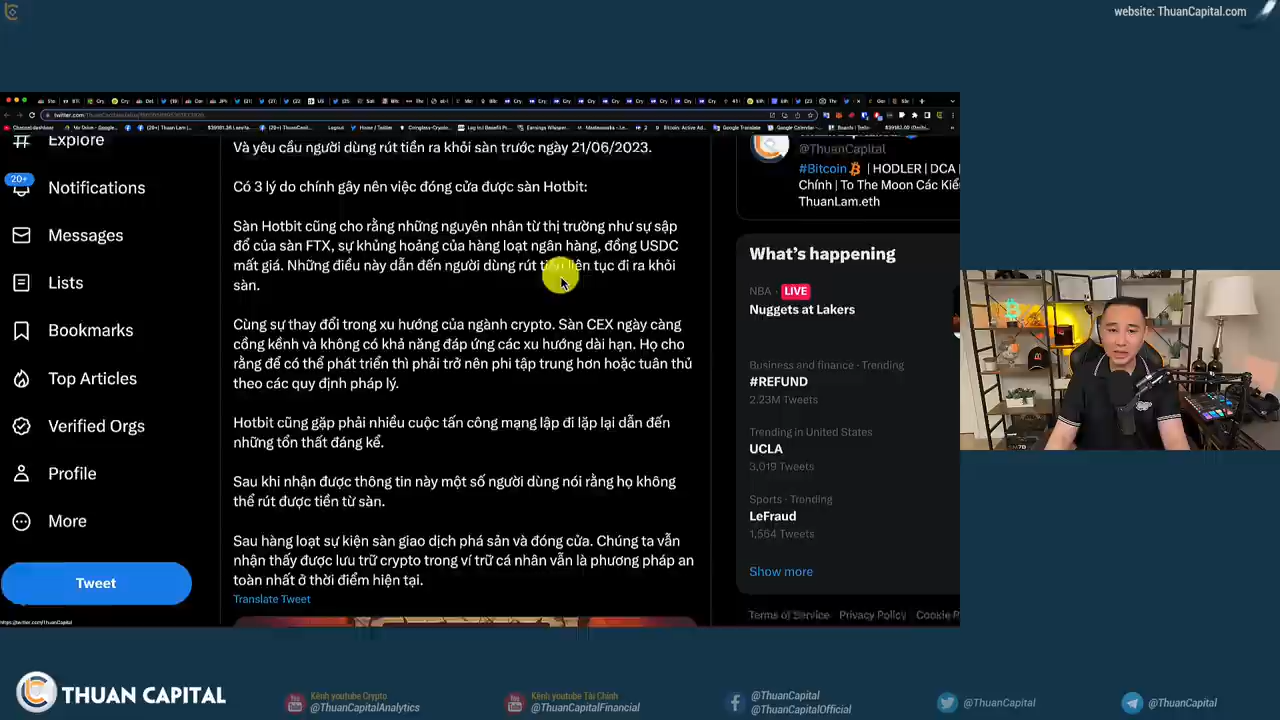 website: ThuanCapital.com
Explore
20+
Notifications
Messages
Lists
Bookmarks
Top Articles
Verified Orgs
Profile
More
Tweet
Và yêu cầu người dùng rút tiền ra khỏi sàn trước ngày 21/06/2023.
Có 3 lý do chính gây nên việc đóng cửa được sàn Hotbit:
Sàn Hotbit cũng cho rằng những nguyên nhân từ thị trường như sự sập
đổ của sàn FTX, sự khủng hoảng của hàng loạt ngân hàng, đồng USDC
mất giá. Những điều này dẫn đến người dùng rút tiền liên tục đi ra khỏi
sàn.
Cùng sự thay đổi trong xu hướng của ngành crypto. Sàn CEX ngày càng
cồng kềnh và không có khả năng đáp ứng các xu hướng dài hạn. Họ cho
rằng để có thể phát triển thì phải trở nên phi tập trung hơn hoặc tuân thủ
theo các quy định pháp lý.
Hotbit cũng gặp phải nhiều cuộc tấn công mạng lập đi lặp lại dẫn đến
những tổn thất đáng kể.
Sau khi nhận được thông tin này một số người dùng nói rằng họ không
thể rút được tiền từ sàn.
Sau hàng loạt sự kiện sàn giao dịch phá sản và đóng cửa. Chúng ta vẫn
nhận thấy được lưu trữ crypto trong ví trữ cá nhân vẫn là phương pháp an
toàn nhất ở thời điểm hiện tại.
Translate Tweet
@ThuanCapital
#Bitcoin | HODLER | DCA |
Chính | To The Moon Các Kiể
ThuanLam.eth
What's happening
NBA · LIVE
Nuggets at Lakers
Business and finance · Trending
#REFUND
2.23M Tweets
Trending in United States
UCLA
3,019 Tweets
Sports · Trending
LeFraud
1,564 Tweets
Show more
Terms of Service Privacy Policy Cookie P
THUAN CAPITAL
Kênh youtube Crypto
@ThuanCapitalAnalytics
Kênh youtube Tài Chính
@ThuanCapitalFinancial
@ThuanCapital
@ThuanCapitalOfficial
@ThuanCapital
@ThuanCapital